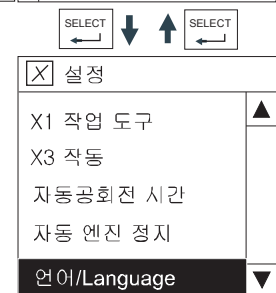 SELECT SELECT
X 설정
X1 작업 도구
X3 작동
자동공회전 시간
자동 엔진 정지
언어/Language